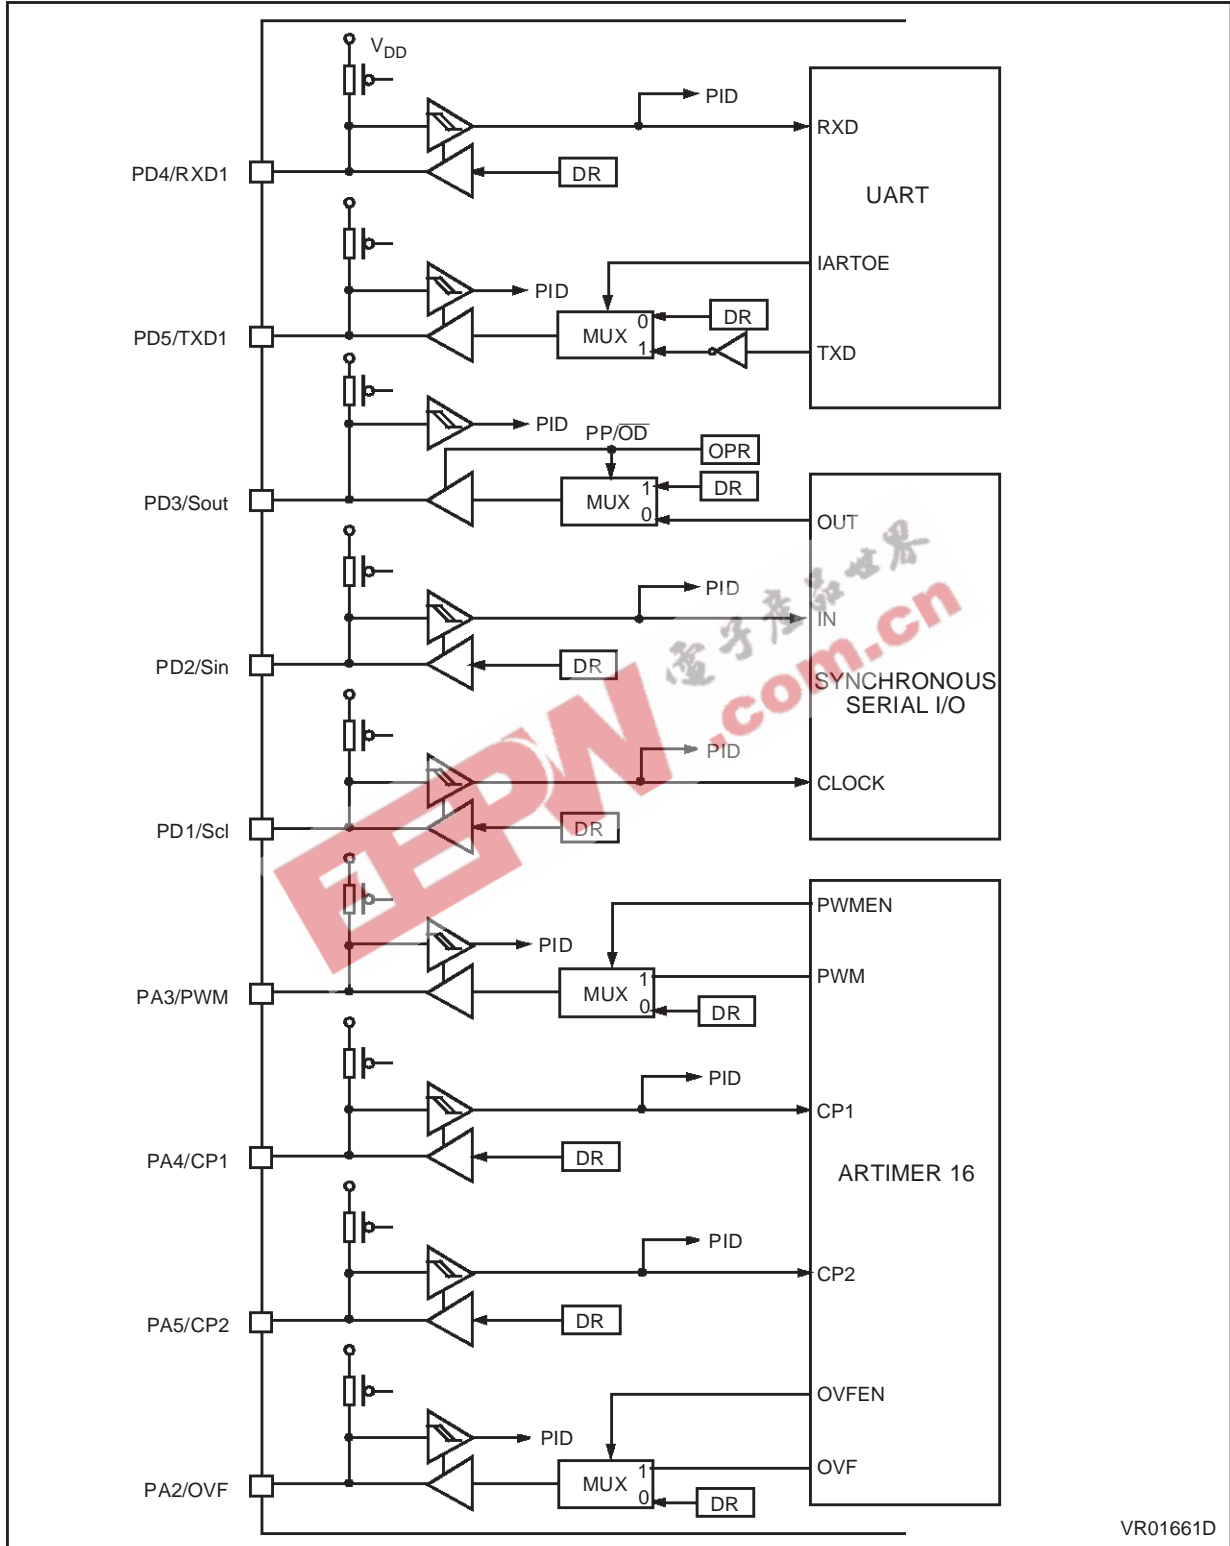 VDD
PID
RXD
PD4/RXD1
DR
UART
IARTOE
PID
DR
0
MUX
1
PD5/TXD1
TXD
PID
PP/OD
OPR
DR
1
MUX
0
PD3/Sout
OUT
PID
IN
PD2/Sin
DR
SYNCHRONOUS
SERIAL I/O
PID
CLOCK
PD1/Scl
DR
PWMEN
PID
PWM
1
MUX
0
PA3/PWM
DR
PID
CP1
PA4/CP1
DR
ARTIMER 16
PID
CP2
PA5/CP2
DR
OVFEN
PID
OVF
1
MUX
0
PA2/OVF
DR
VR01661D
EEPW.com.cn
電子產品世界